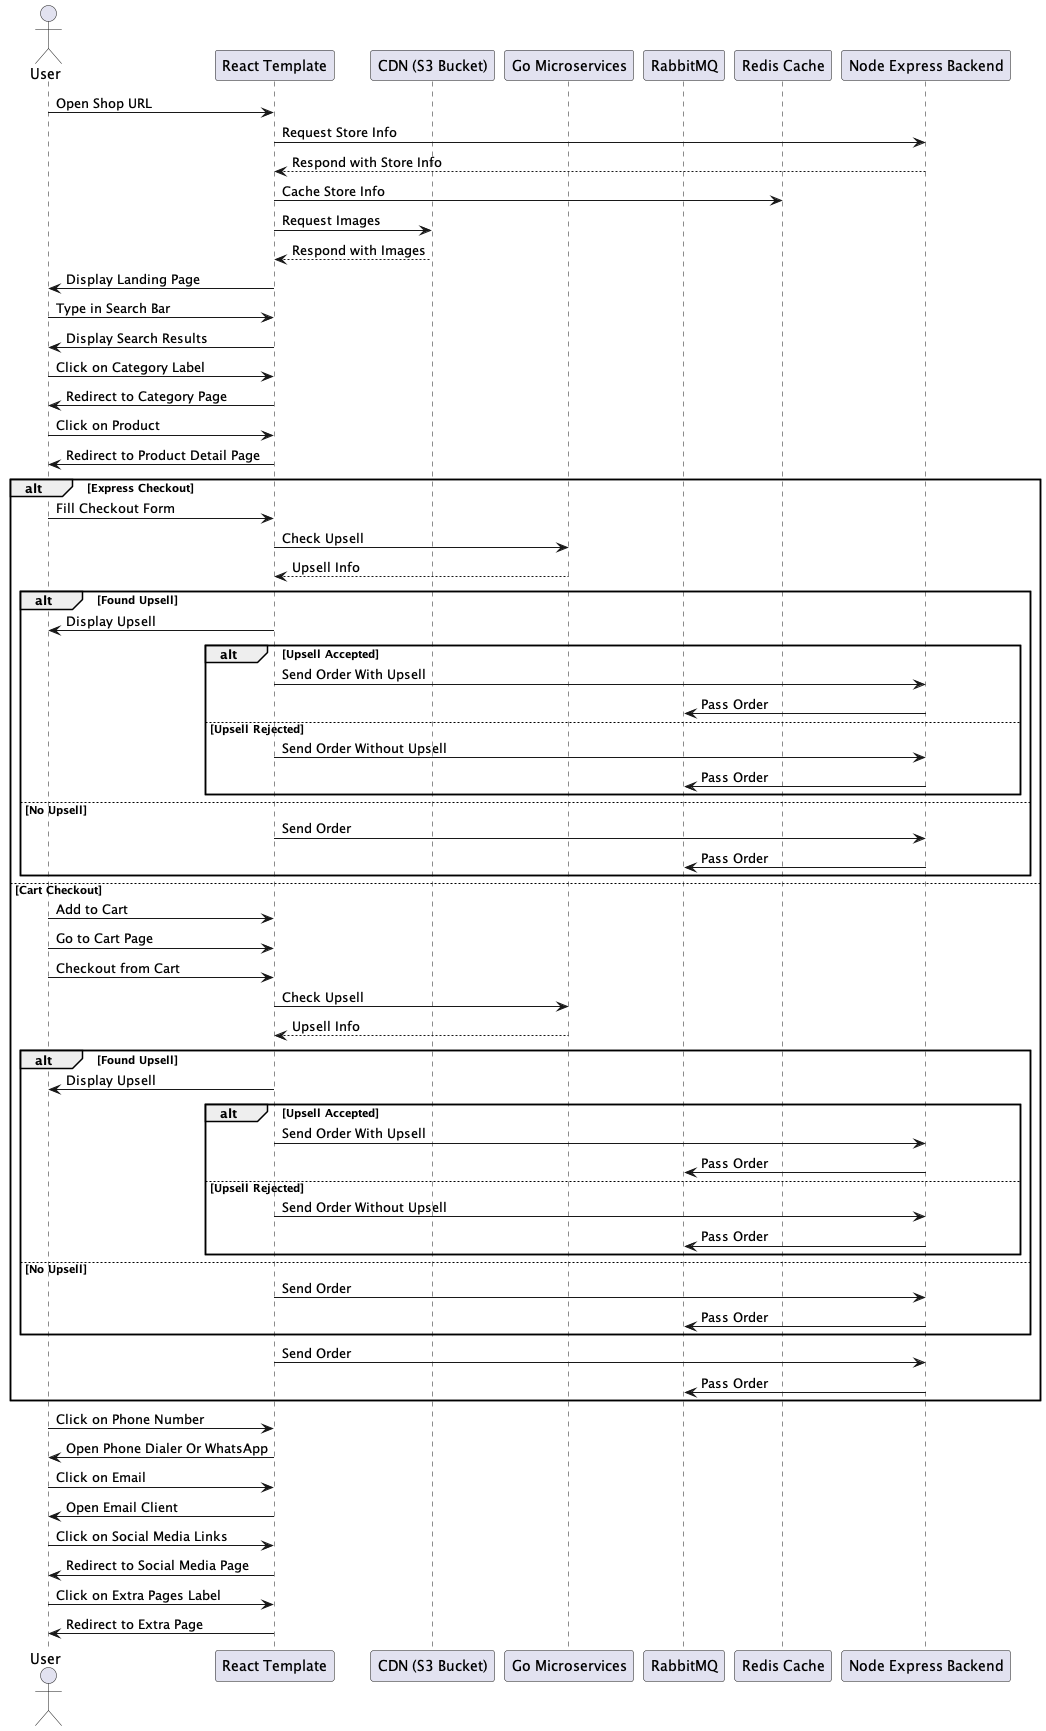 User
React Template
CDN (S3 Bucket)
Go Microservices
RabbitMQ
Redis Cache
Node Express Backend
Open Shop URL
Request Store Info
Respond with Store Info
Cache Store Info
Request Images
Respond with Images
Display Landing Page
Type in Search Bar
Display Search Results
Click on Category Label
Redirect to Category Page
Click on Product
Redirect to Product Detail Page
alt [Express Checkout]
Fill Checkout Form
Check Upsell
Upsell Info
alt [Found Upsell]
Display Upsell
alt [Upsell Accepted]
Send Order With Upsell
Pass Order
[Upsell Rejected]
Send Order Without Upsell
Pass Order
[No Upsell]
Send Order
Pass Order
[Cart Checkout]
Add to Cart
Go to Cart Page
Checkout from Cart
Check Upsell
Upsell Info
alt [Found Upsell]
Display Upsell
alt [Upsell Accepted]
Send Order With Upsell
Pass Order
[Upsell Rejected]
Send Order Without Upsell
Pass Order
[No Upsell]
Send Order
Pass Order
Send Order
Pass Order
Click on Phone Number
Open Phone Dialer Or WhatsApp
Click on Email
Open Email Client
Click on Social Media Links
Redirect to Social Media Page
Click on Extra Pages Label
Redirect to Extra Page
User
React Template
CDN (S3 Bucket)
Go Microservices
RabbitMQ
Redis Cache
Node Express Backend